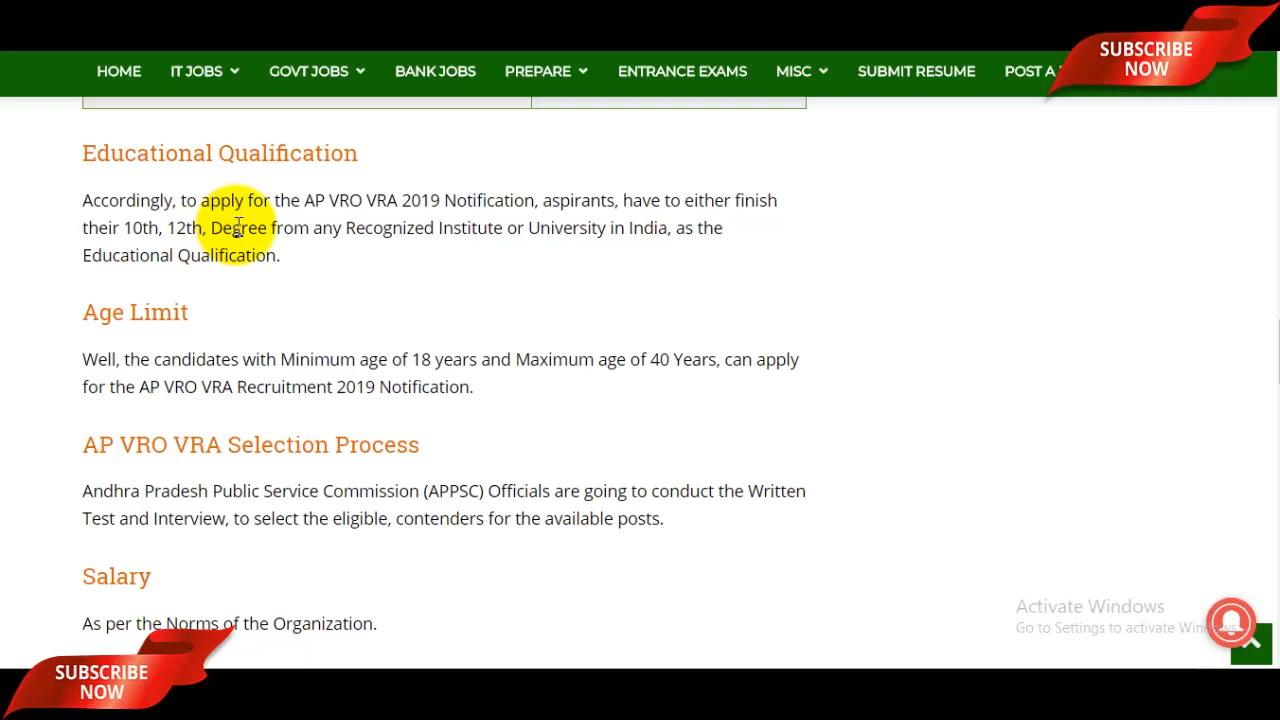 SUBSCRIBE
NOW
HOME IT JOBS GOVT JOBS BANK JOBS PREPARE ENTRANCE EXAMS MISC SUBMIT RESUME POST A
Educational Qualification
Accordingly, to apply for the AP VRO VRA 2019 Notification, aspirants, have to either finish
their 10th, 12th, Degree from any Recognized Institute or University in India, as the
Educational Qualification.
Age Limit
Well, the candidates with Minimum age of 18 years and Maximum age of 40 Years, can apply
for the AP VRO VRA Recruitment 2019 Notification.
AP VRO VRA Selection Process
Andhra Pradesh Public Service Commission (APPSC) Officials are going to conduct the Written
Test and Interview, to select the eligible, contenders for the available posts.
Salary
As per the Norms of the Organization.
Activate Windows
Go to Settings to activate Windows.
SUBSCRIBE
NOW